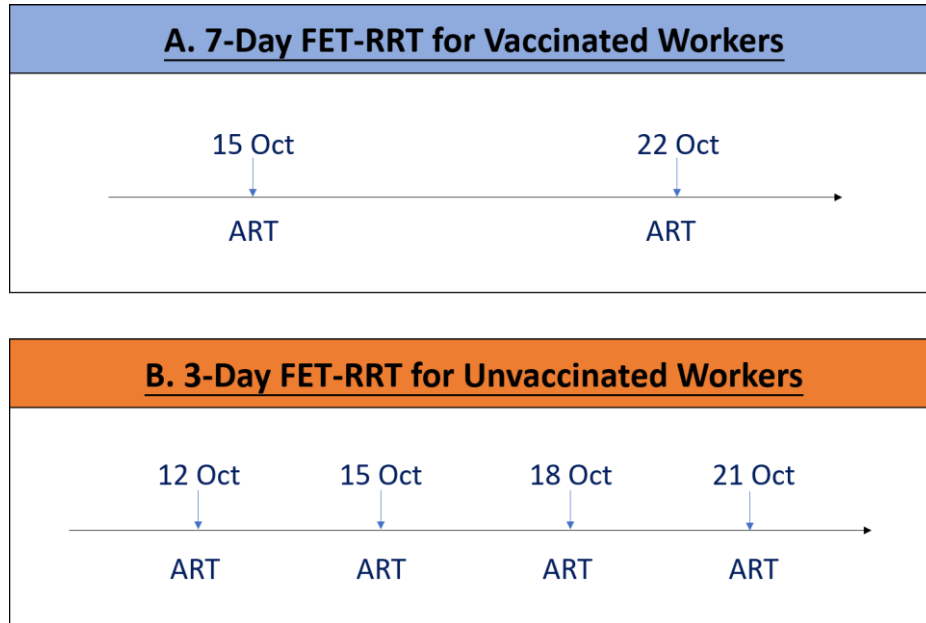 A. 7-Day FET-RRT for Vaccinated Workers
15 Oct 22 Oct
ART ART
B. 3-Day FET-RRT for Unvaccinated Workers
12 Oct 15 Oct 18 Oct 21 Oct
ART ART ART ART